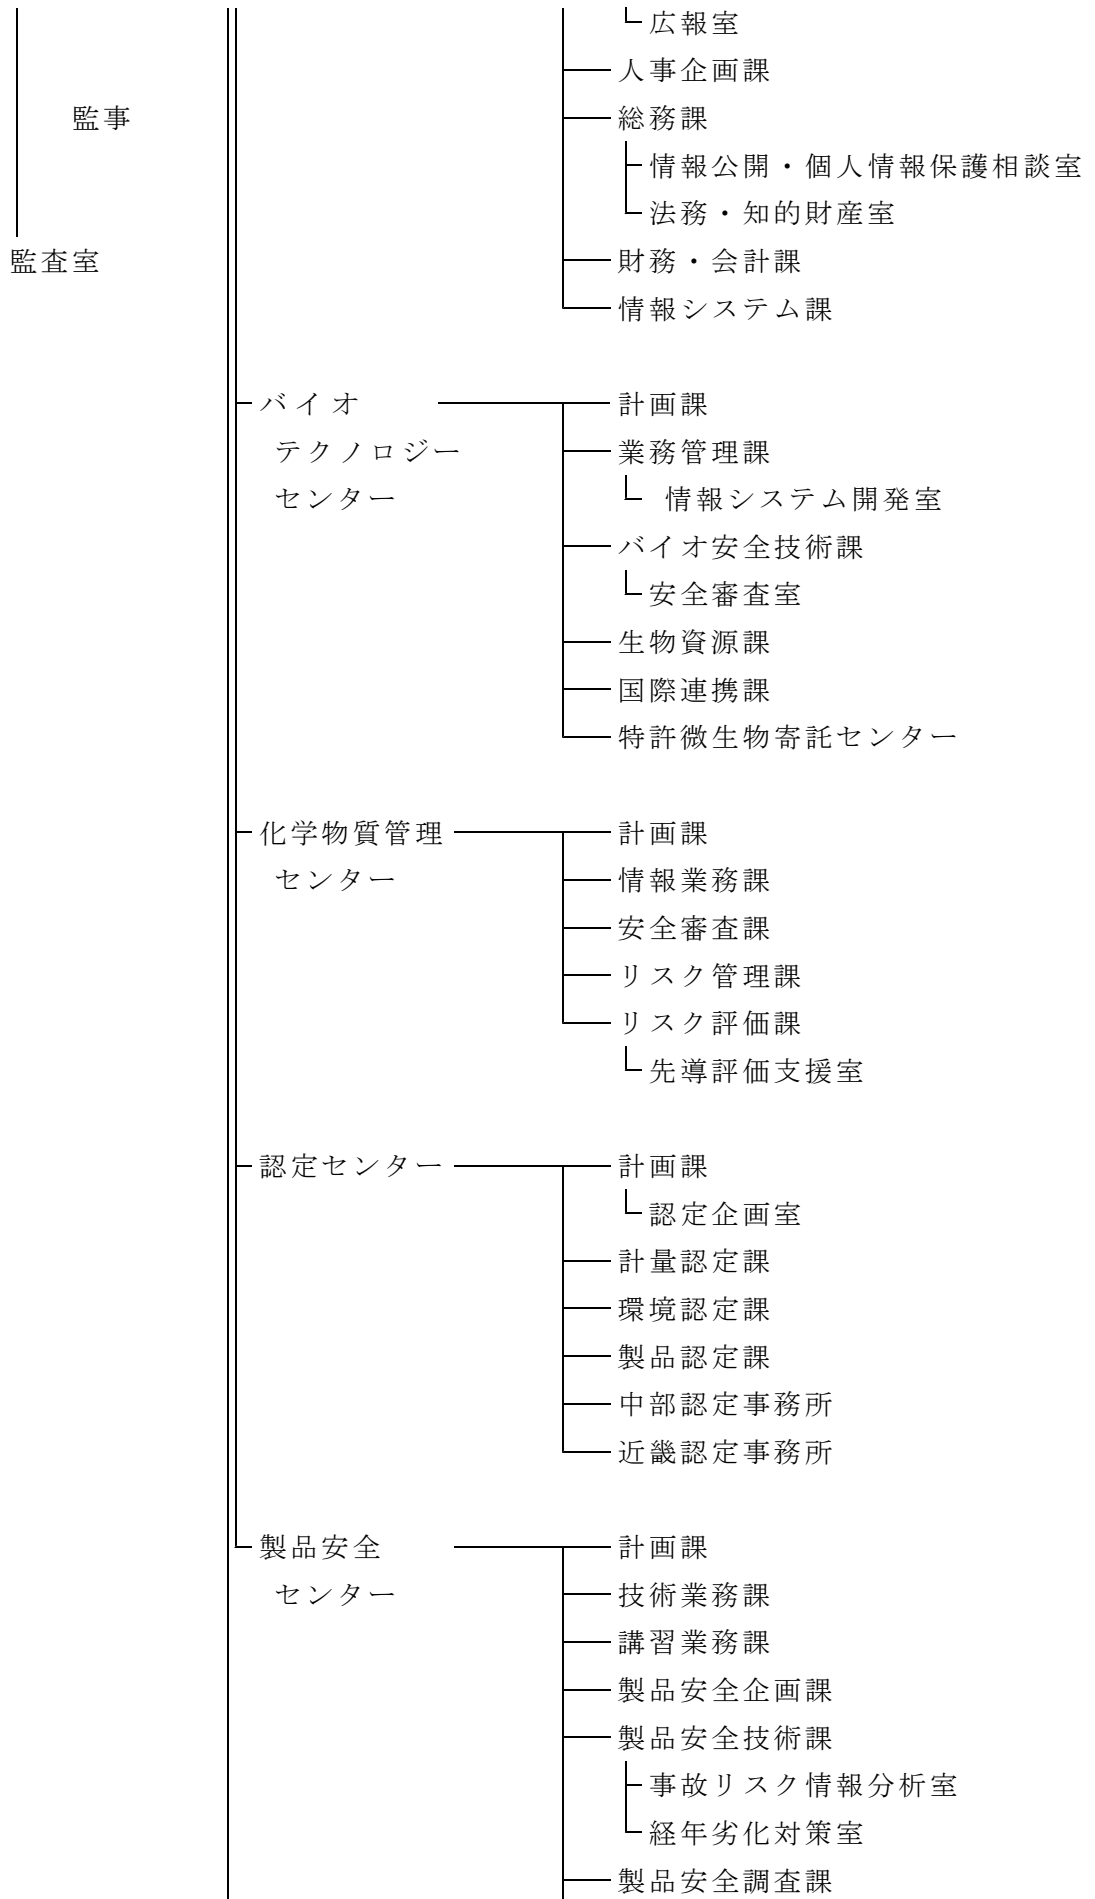 広報室
人事企画課
監事 総務課
情報公開・個人情報保護相談室
法務・知的財産室
監査室 財務・会計課
情報システム課
バイオ 計画課
テクノロジー 業務管理課
センター 情報システム開発室
バイオ安全技術課
安全審査室
生物資源課
国際連携課
特許微生物寄託センター
化学物質管理 計画課
センター 情報業務課
安全審査課
リスク管理課
リスク評価課
先導評価支援室
認定センター 計画課
認定企画室
計量認定課
環境認定課
製品認定課
中部認定事務所
近畿認定事務所
製品安全 計画課
センター 技術業務課
講習業務課
製品安全企画課
製品安全技術課
事故リスク情報分析室
経年劣化対策室
製品安全調査課